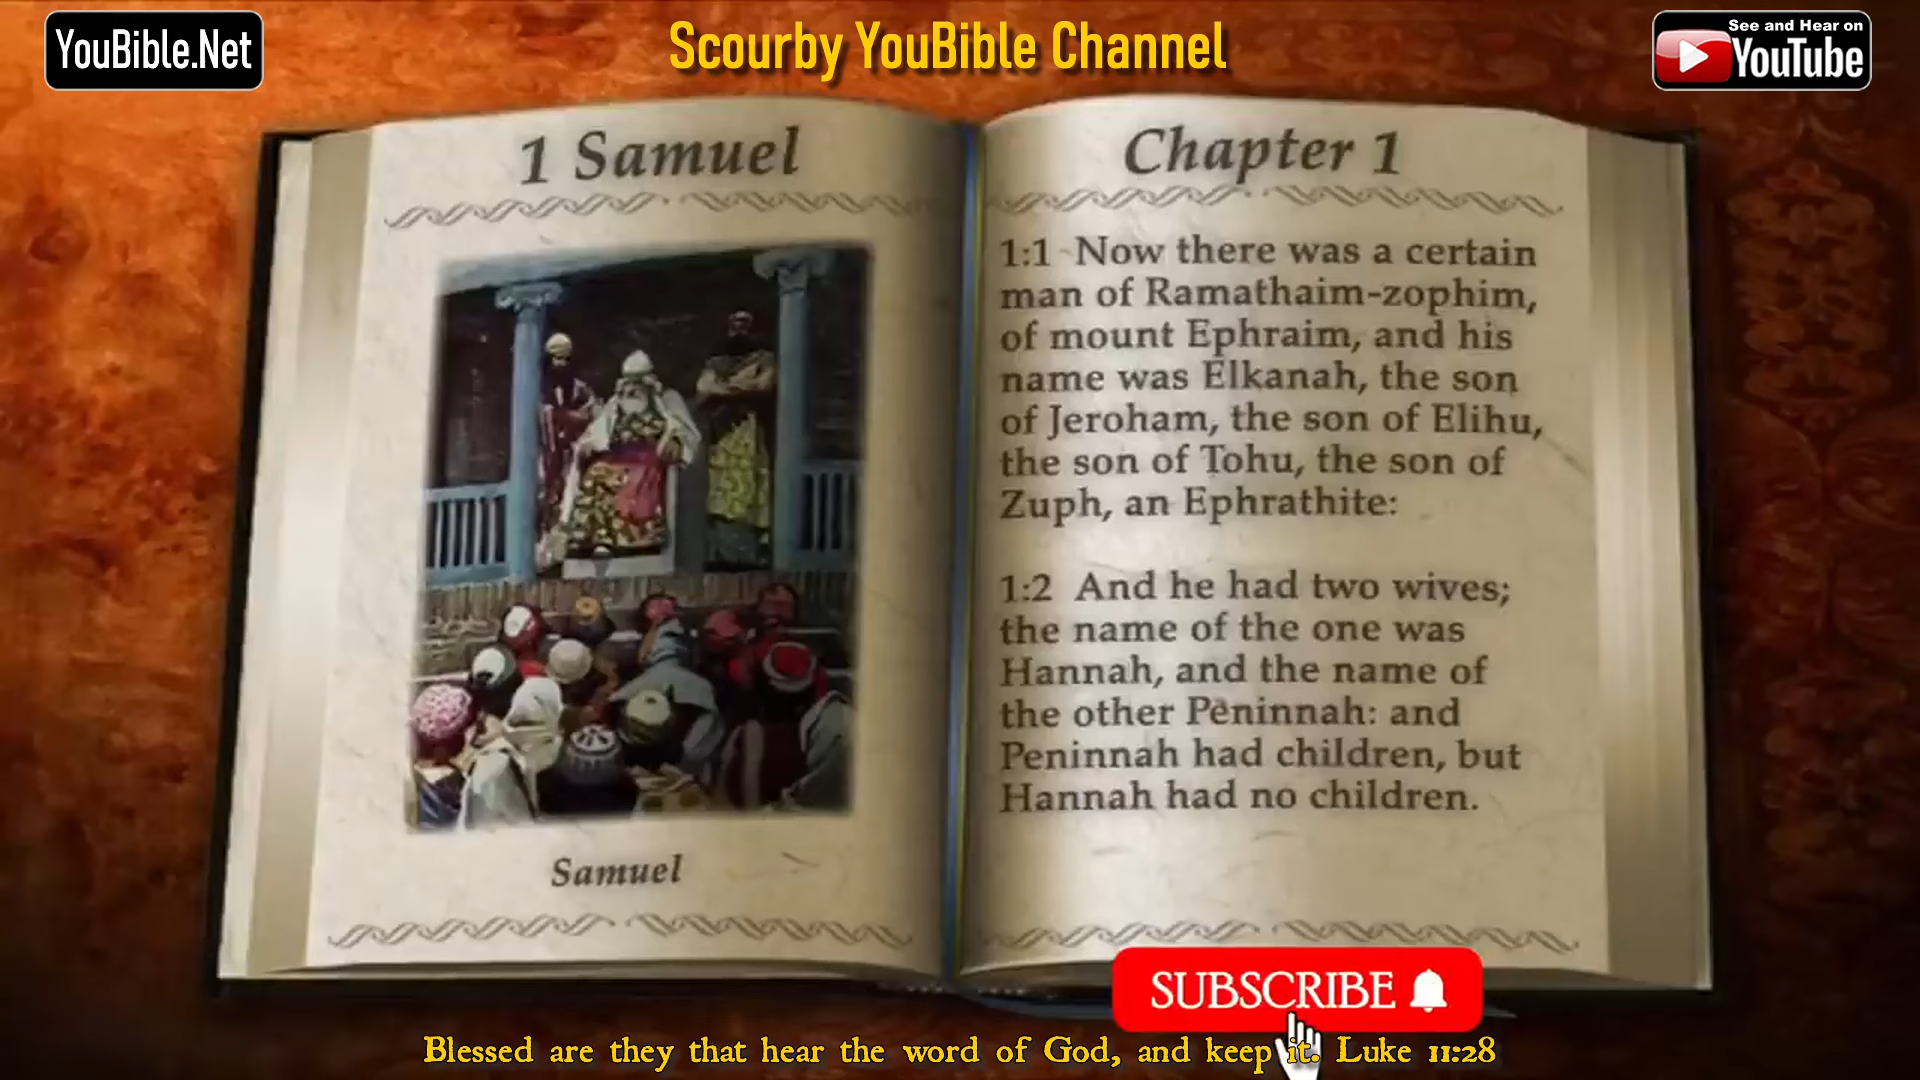 YouBible.Net
Scourby YouBible Channel
See and Hear on
YouTube
1 Samuel
Samuel
Chapter 1
1:1 Now there was a certain
man of Ramathaim-zophim,
of mount Ephraim, and his
name was Elkanah, the son
of Jeroham, the son of Elihu,
the son of Tohu, the son of
Zuph, an Ephrathite:
1:2 And he had two wives;
the name of the one was
Hannah, and the name of
the other Peninnah: and
Peninnah had children, but
Hannah had no children.
SUBSCRIBE
Blessed are they that hear the word of God, and keep it. Luke 11:28